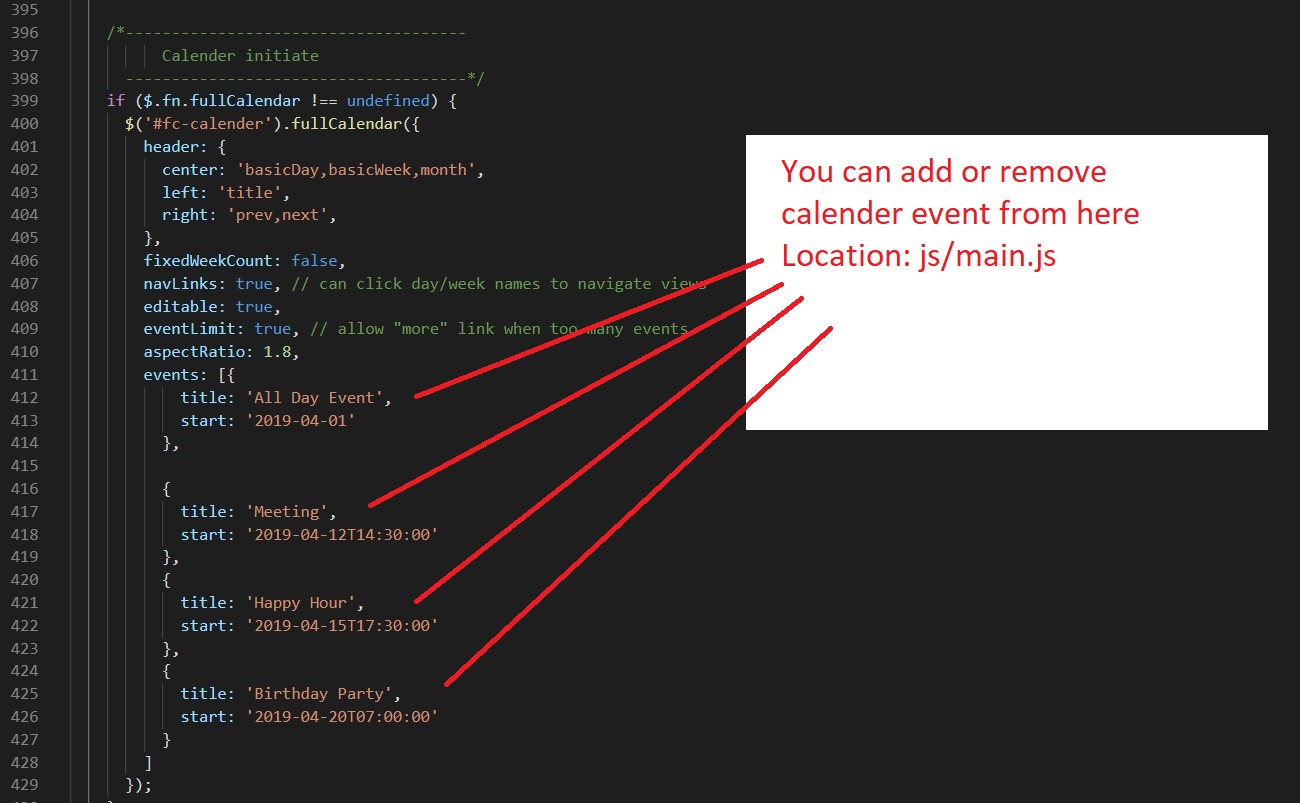 395
396 /*-------------------------------------
397 Calender initiate
398 -------------------------------------*/
399 if ($.fn.fullCalendar !== undefined) {
400 $('#fc-calender').fullCalendar({
401 header: {
402 center: 'basicDay,basicWeek,month',
403 left: 'title',
404 right: 'prev,next',
405 },
406 fixedWeekCount: false,
407 navLinks: true, // can click day/week names to navigate views
408 editable: true,
409 eventLimit: true, // allow "more" link when too many events
410 aspectRatio: 1.8,
411 events: [{
412 title: 'All Day Event',
413 start: '2019-04-01'
414 },
415
416 {
417 title: 'Meeting',
418 start: '2019-04-12T14:30:00'
419 },
420 {
421 title: 'Happy Hour',
422 start: '2019-04-15T17:30:00'
423 },
424 {
425 title: 'Birthday Party',
426 start: '2019-04-20T07:00:00'
427 }
428 ]
429 });
You can add or remove
calender event from here
Location: js/main.js